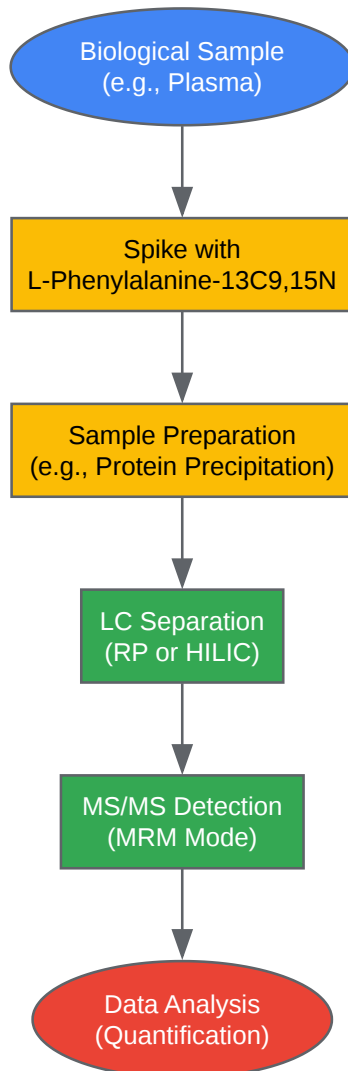 Biological Sample
(e.g., Plasma)
Spike with
L-Phenylalanine-13C9,15N
Sample Preparation
(e.g., Protein Precipitation)
LC Separation
(RP or HILIC)
MS/MS Detection
(MRM Mode)
Data Analysis
(Quantification)